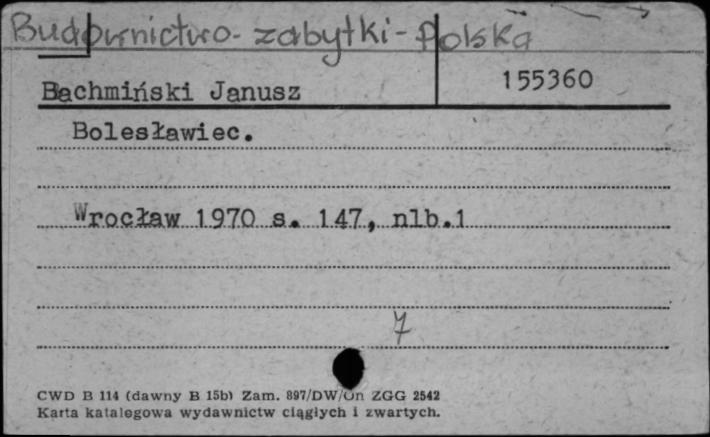 Budownictwo - zabytki - Polska
Bachmiński Janusz
155360
Bolesławiec.
Wrocław 1970 s. 147, nlb.1
7
CWD B 114 (dawny B 15b) Zam. 897/DW/On ZGG 2542
Karta katalogowa wydawnictw ciągłych i zwartych.